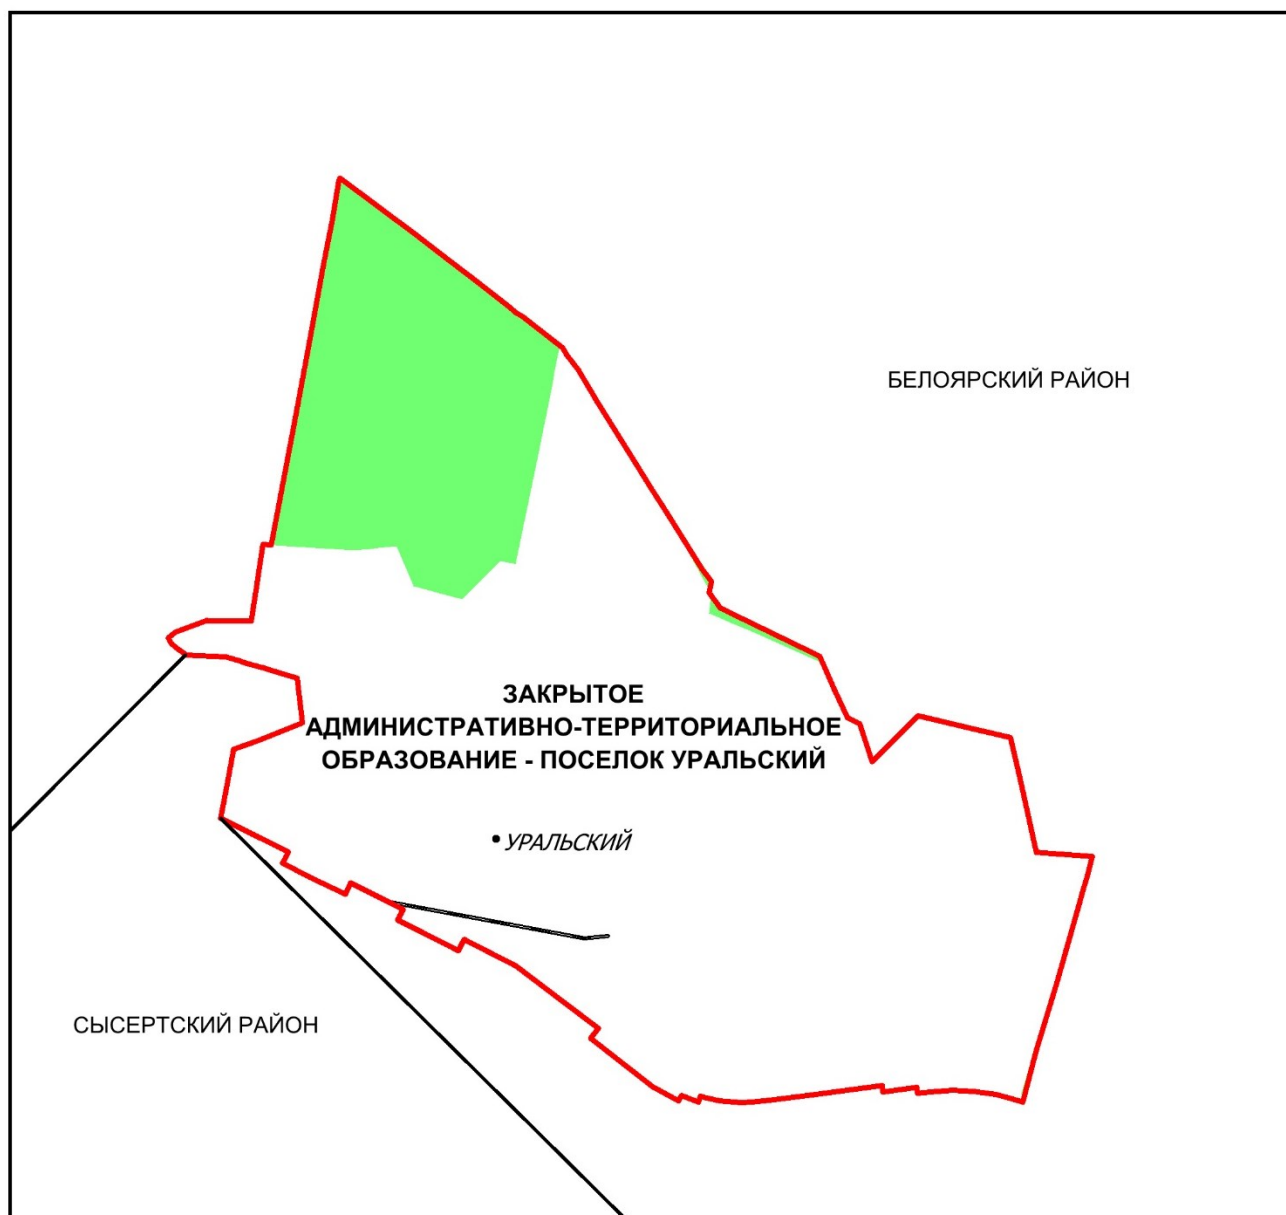 БЕЛОЯРСКИЙ РАЙОН
ЗАКРЫТОЕ
АДМИНИСТРАТИВНО-ТЕРРИТОРИАЛЬНОЕ
ОБРАЗОВАНИЕ - ПОСЕЛОК УРАЛЬСКИЙ
УРАЛЬСКИЙ
СЫСЕРТСКИЙ РАЙОН